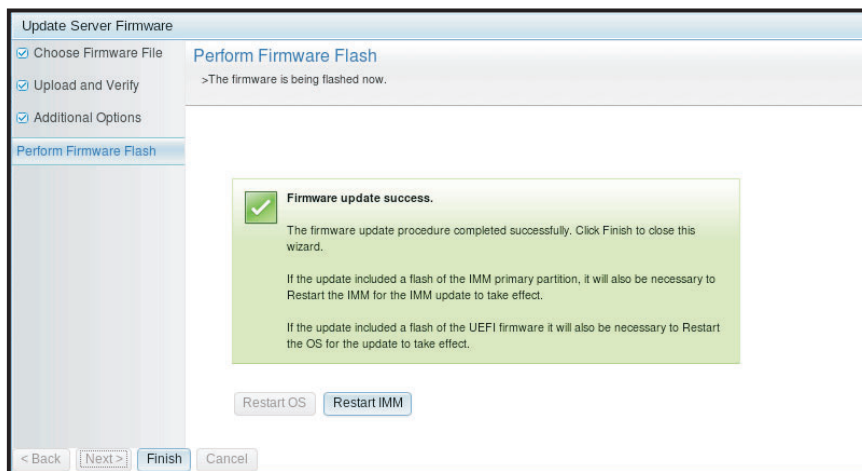 Update Server Firmware
Choose Firmware File
Upload and Verify
Additional Options
Perform Firmware Flash
Perform Firmware Flash
>The firmware is being flashed now.
Firmware update success.
The firmware update procedure completed successfully. Click Finish to close this
wizard.
If the update included a flash of the IMM primary partition, it will also be necessary to
Restart the IMM for the IMM update to take effect.
If the update included a flash of the UEFI firmware it will also be necessary to Restart
the OS for the update to take effect.
Restart OS
Restart IMM
< Back
Next >
Finish
Cancel